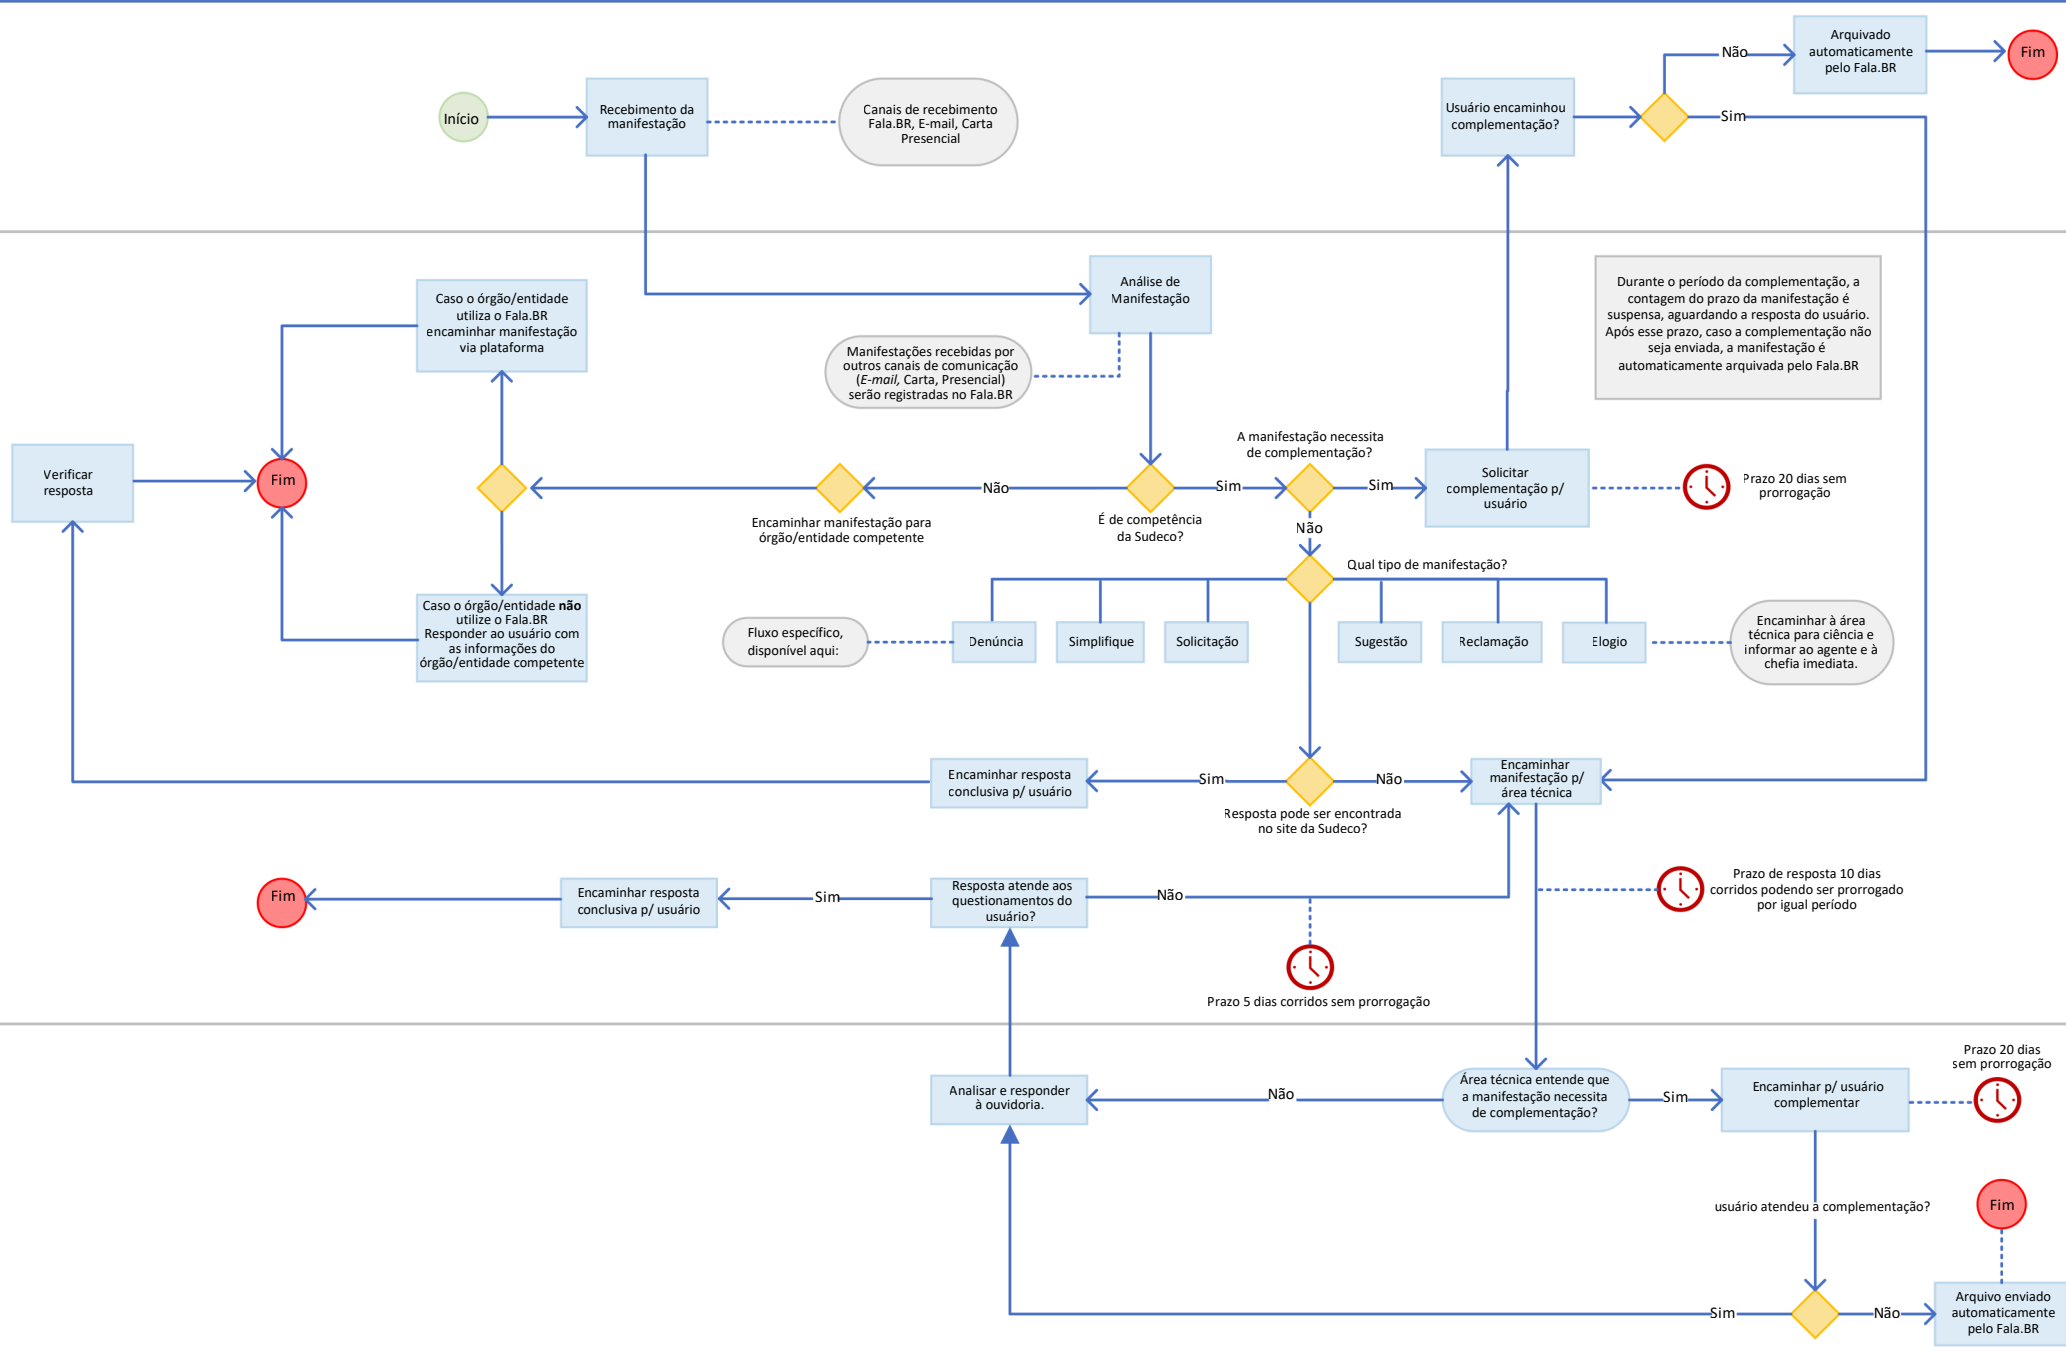 Início
Recebimento da
manifestação
Canais de recebimento
Fala.BR, E-mail, Carta
Presencial
Usuário encaminhou
complementação?
Não
Sim
Arquivado
automaticamente
pelo Fala.BR
Fim
Caso o órgão/entidade
utiliza o Fala.BR
encaminhar manifestação
via plataforma
Análise de
Manifestação
Manifestações recebidas por
outros canais de comunicação
(E-mail, Carta, Presencial)
serão registradas no Fala.BR
Durante o período da complementação, a
contagem do prazo da manifestação é
suspensa, aguardando a resposta do usuário.
Após esse prazo, caso a complementação não
seja enviada, a manifestação é
automaticamente arquivada pelo Fala.BR
Verificar
resposta
Fim
Encaminhar manifestação para
órgão/entidade competente
Não
É de competência
da Sudeco?
Sim
A manifestação necessita
de complementação?
Sim
Não
Solicitar
complementação p/
usuário
Prazo 20 dias sem
prorrogação
Qual tipo de manifestação?
Caso o órgão/entidade não
utilize o Fala.BR
Responder ao usuário com
as informações do
órgão/entidade competente
Fluxo específico,
disponível aqui:
Denúncia
Simplifique
Solicitação
Sugestão
Reclamação
Elogio
Encaminhar à área
técnica para ciência e
informar ao agente e à
chefia imediata.
Encaminhar resposta
conclusiva p/ usuário
Sim
Não
Resposta pode ser encontrada
no site da Sudeco?
Encaminhar
manifestação p/
área técnica
Fim
Encaminhar resposta
conclusiva p/ usuário
Sim
Resposta atende aos
questionamentos do
usuário?
Não
Prazo 5 dias corridos sem prorrogação
Prazo de resposta 10 dias
corridos podendo ser prorrogado
por igual período
Analisar e responder
à ouvidoria.
Não
Área técnica entende que
a manifestação necessita
de complementação?
Sim
Encaminhar p/ usuário
complementar
Prazo 20 dias
sem prorrogação
usuário atendeu a complementação?
Fim
Sim
Não
Arquivo enviado
automaticamente
pelo Fala.BR